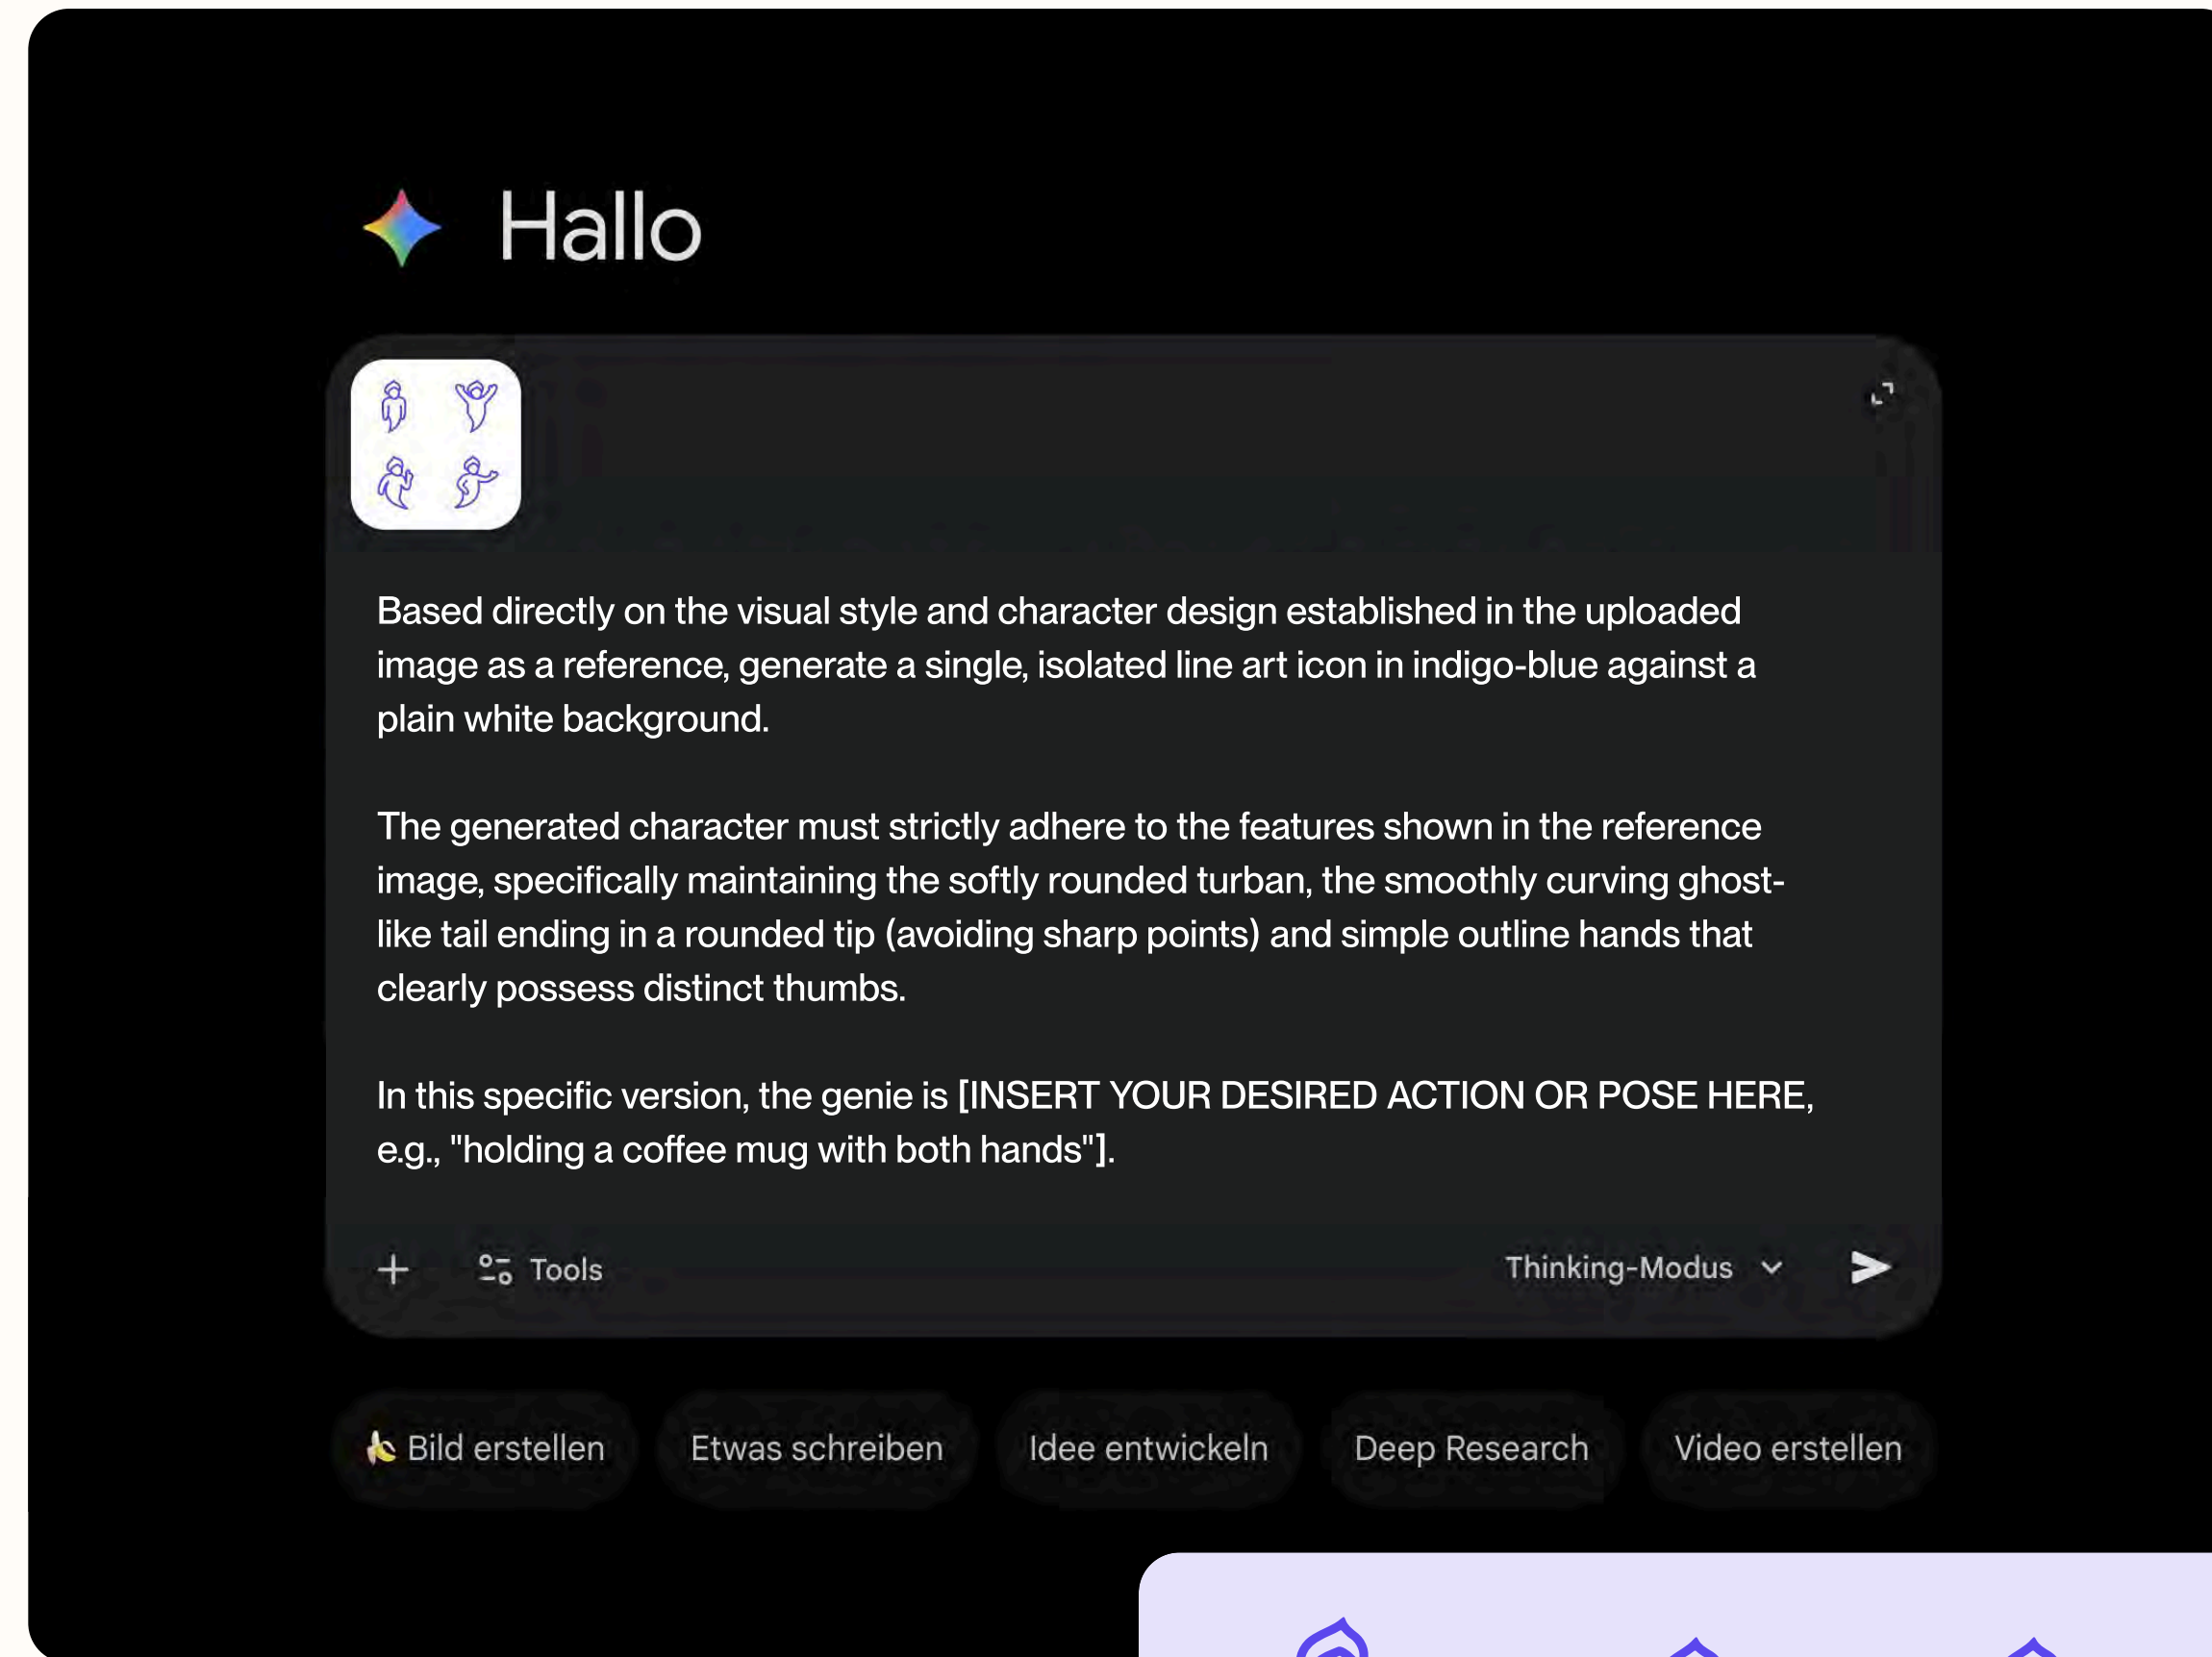 Hallo
Based directly on the visual style and character design established in the uploaded
image as a reference, generate a single, isolated line art icon in indigo-blue against a
plain white background.
The generated character must strictly adhere to the features shown in the reference
image, specifically maintaining the softly rounded turban, the smoothly curving ghost-
like tail ending in a rounded tip (avoiding sharp points) and simple outline hands that
clearly possess distinct thumbs.
In this specific version, the genie is [INSERT YOUR DESIRED ACTION OR POSE HERE,
e.g., "holding a coffee mug with both hands"].
Tools
Thinking-Modus
Bild erstellen
Etwas schreiben
Idee entwickeln
Deep Research
Video erstellen